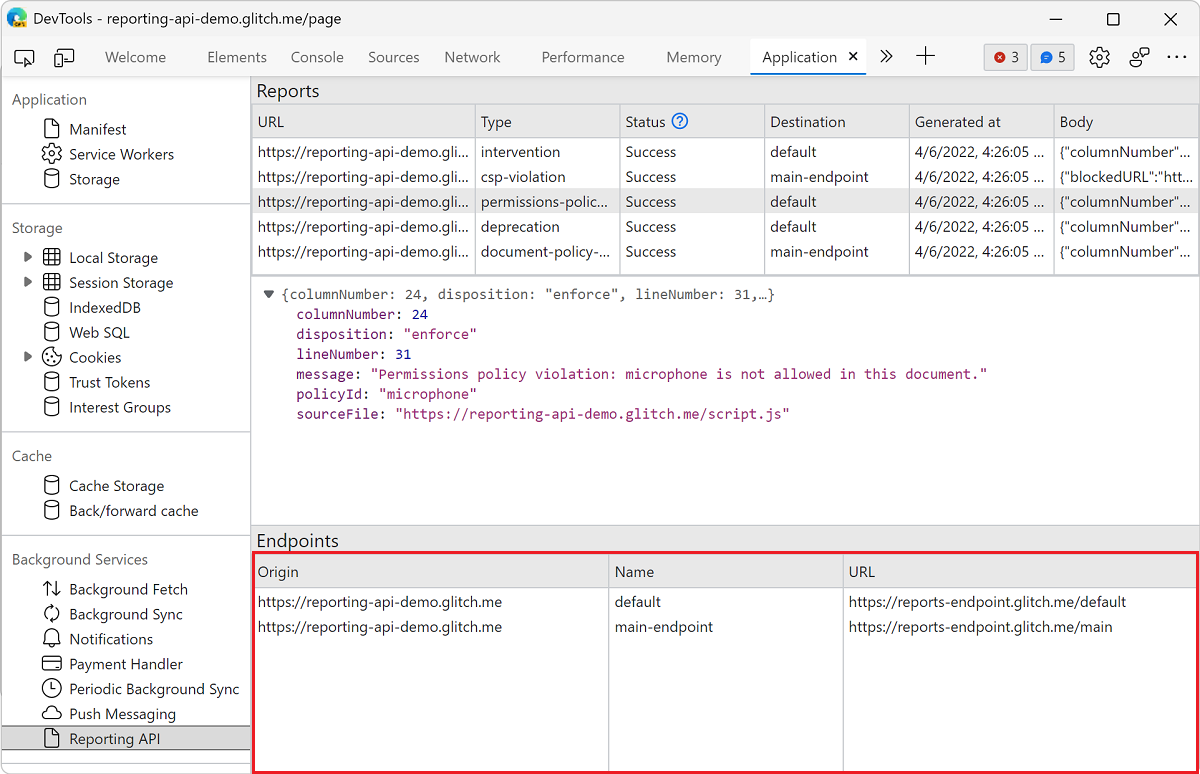 DevTools - reporting-api-demo.glitch.me/page
Welcome Elements Console Sources Network Performance Memory Application 3 5
Application
Manifest
Service Workers
Storage
Storage
Local Storage
Session Storage
IndexedDB
Web SQL
Cookies
Trust Tokens
Interest Groups
Cache
Cache Storage
Back/forward cache
Background Services
Background Fetch
Background Sync
Notifications
Payment Handler
Periodic Background Sync
Push Messaging
Reporting API
Reports
URL Type Status ? Destination Generated at Body
https://reporting-api-demo.gli... intervention Success default 4/6/2022, 4:26:05 ... {"columnNumber"...
https://reporting-api-demo.gli... csp-violation Success main-endpoint 4/6/2022, 4:26:05 ... {"blockedURL":"htt...
https://reporting-api-demo.gli... permissions-polic... Success default 4/6/2022, 4:26:05 ... {"columnNumber"...
https://reporting-api-demo.gli... deprecation Success default 4/6/2022, 4:26:05 ... {"columnNumber"...
https://reporting-api-demo.gli... document-policy-... Success main-endpoint 4/6/2022, 4:26:05 ... {"columnNumber"...
{columnNumber: 24, disposition: "enforce", lineNumber: 31,…}
columnNumber: 24
disposition: "enforce"
lineNumber: 31
message: "Permissions policy violation: microphone is not allowed in this document."
policyId: "microphone"
sourceFile: "https://reporting-api-demo.glitch.me/script.js"
Endpoints
Origin Name URL
https://reporting-api-demo.glitch.me default https://reports-endpoint.glitch.me/default
https://reporting-api-demo.glitch.me main-endpoint https://reports-endpoint.glitch.me/main